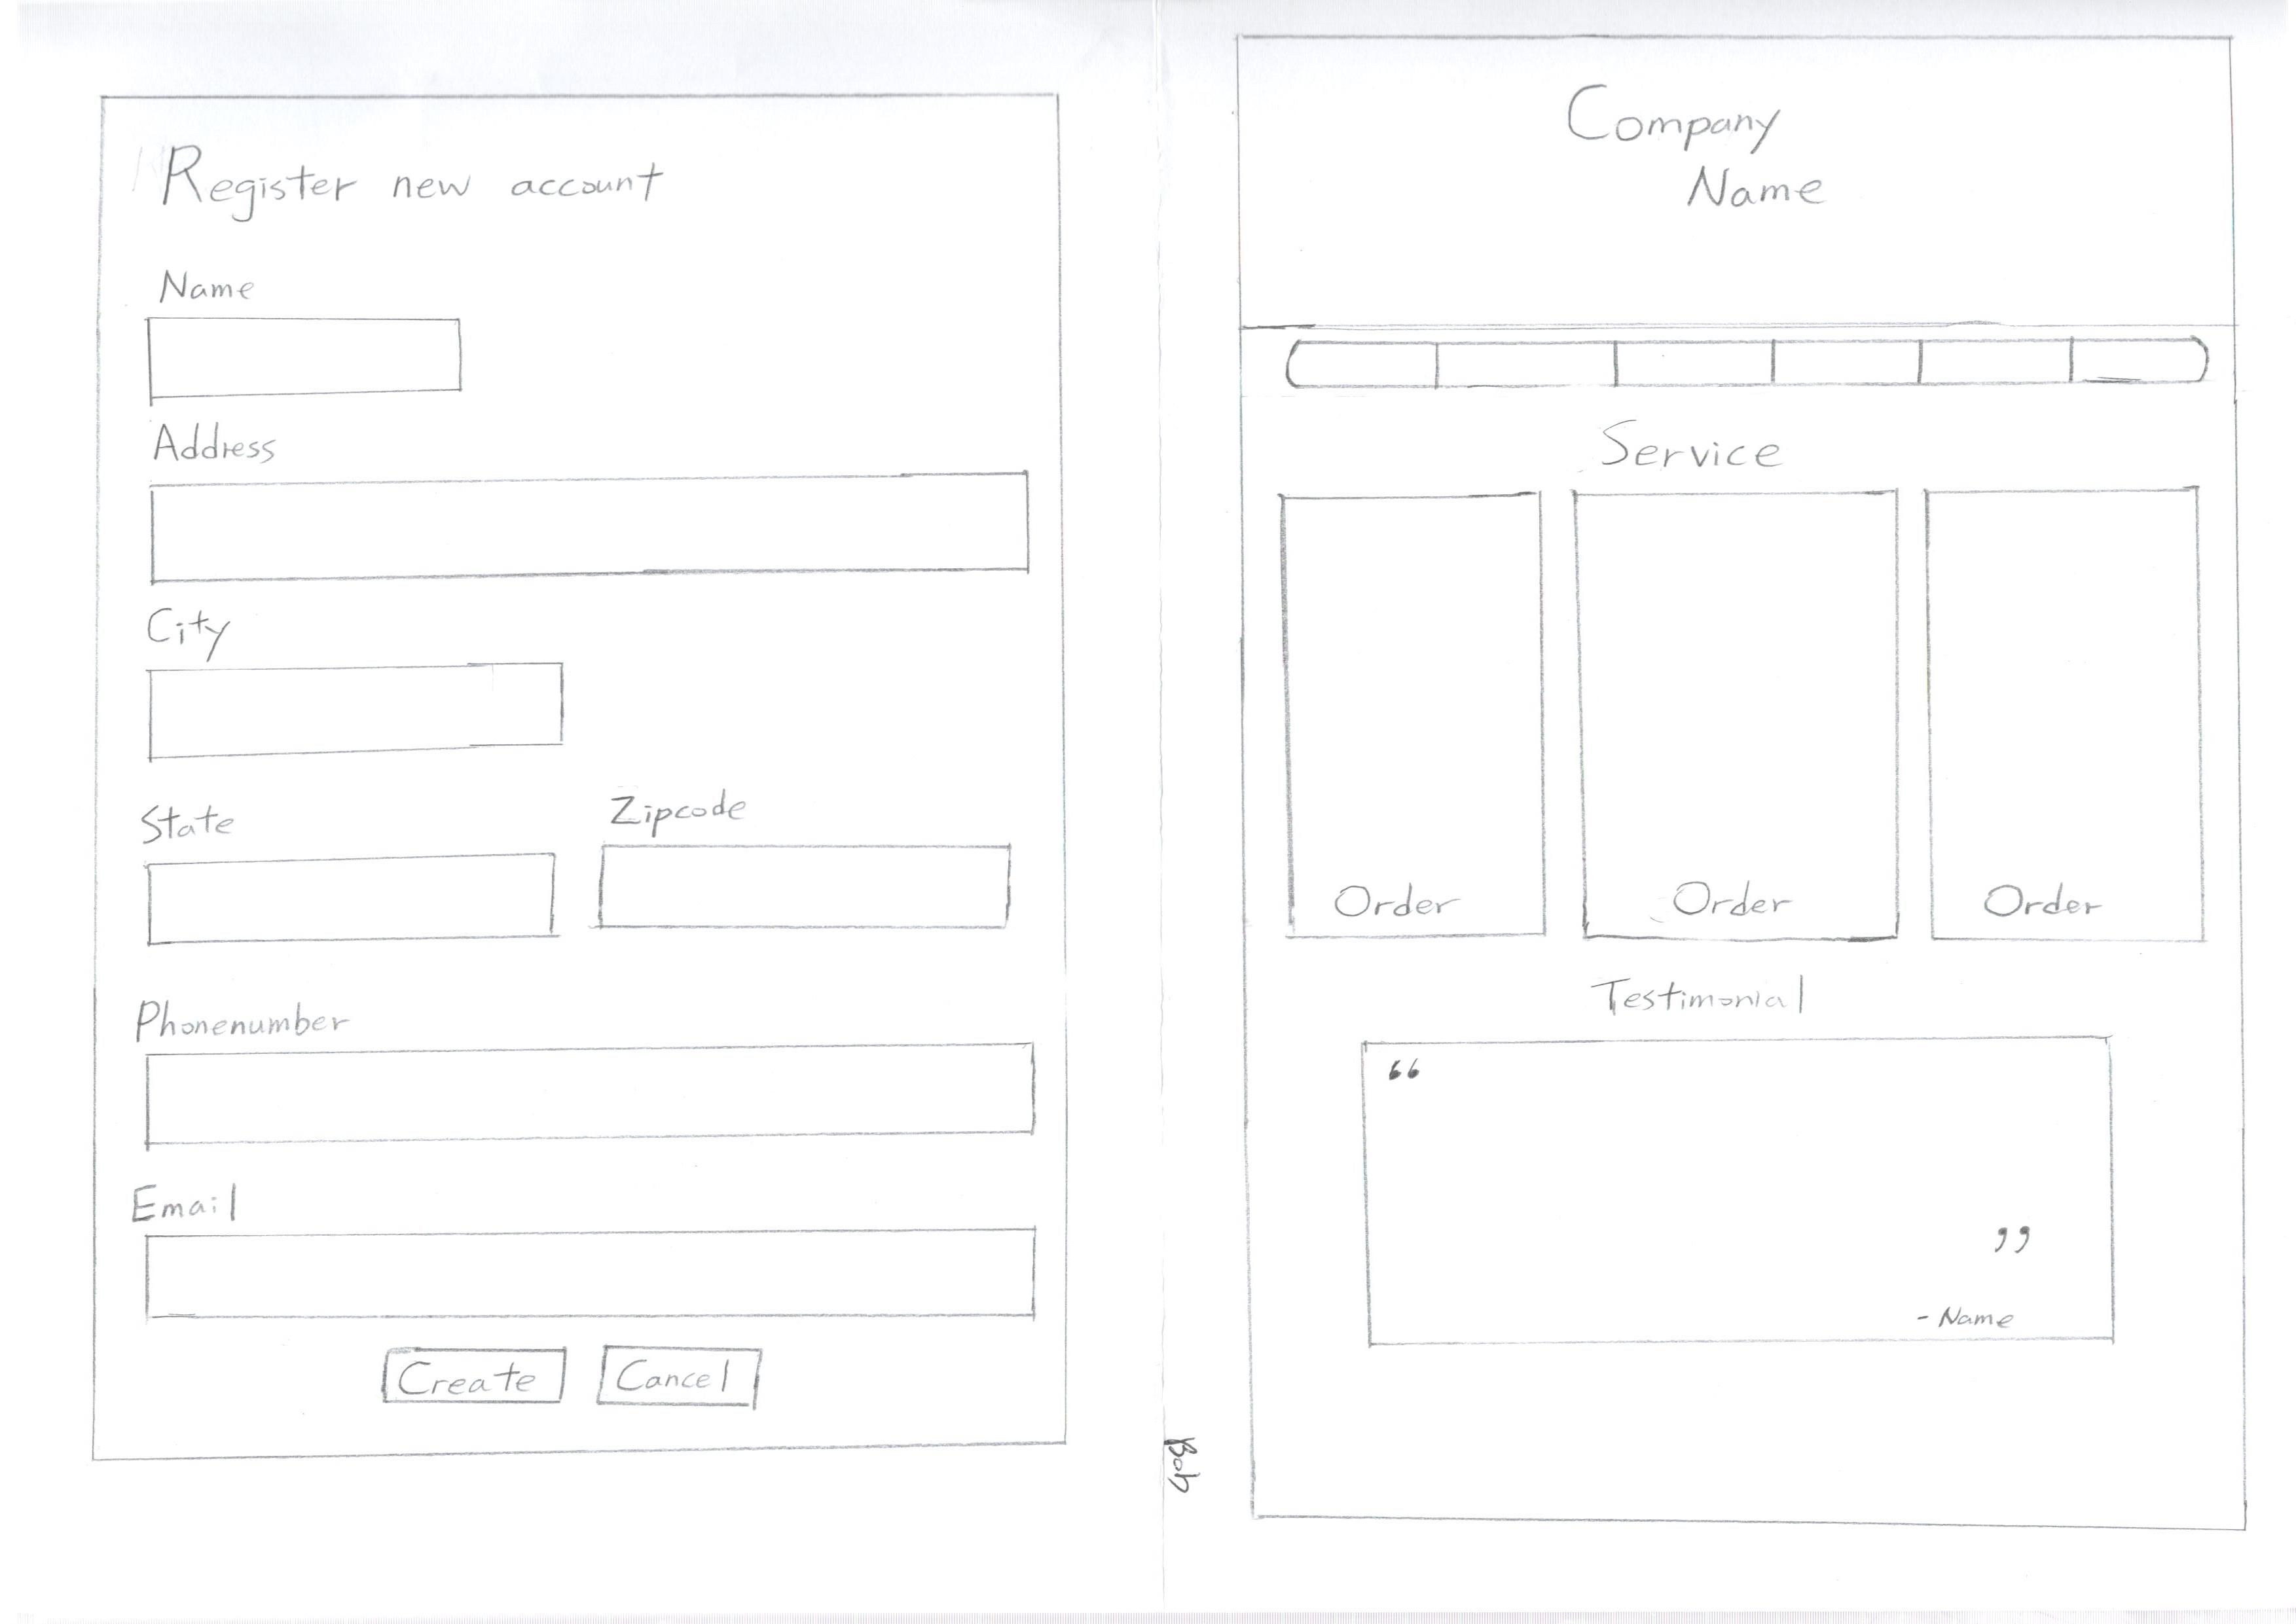 Register new account
Name
Address
City
State
Zipcode
Phonenumber
Email
Create
Cancel
Bob
Company
Name
Service
Order
Order
Order
Testimonial
“
”
- Name